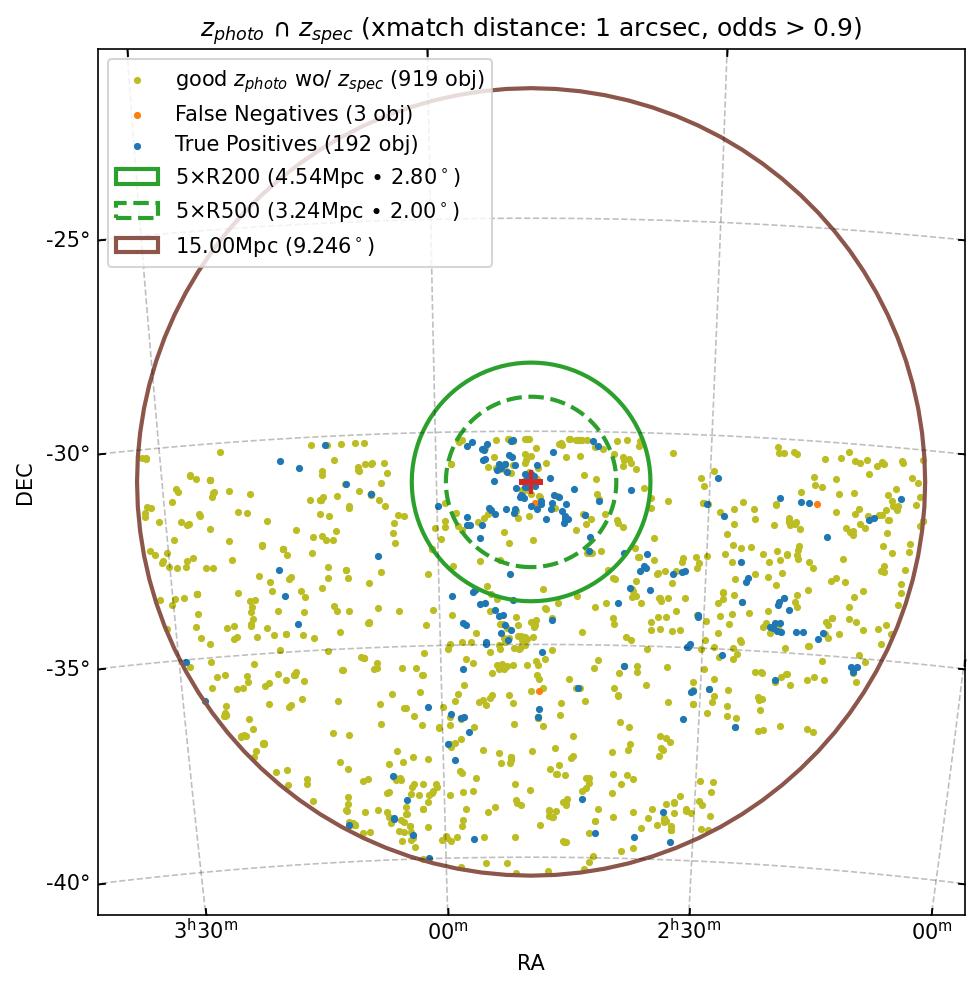 z_photo ∩ z_spec (xmatch distance: 1 arcsec, odds > 0.9)
good z_photo wo/ z_spec (919 obj)
False Negatives (3 obj)
True Positives (192 obj)
5×R200 (4.54Mpc • 2.80°)
5×R500 (3.24Mpc • 2.00°)
15.00Mpc (9.246°)
-25°
-30°
-35°
-40°
DEC
3h30m
00m
2h30m
00m
RA